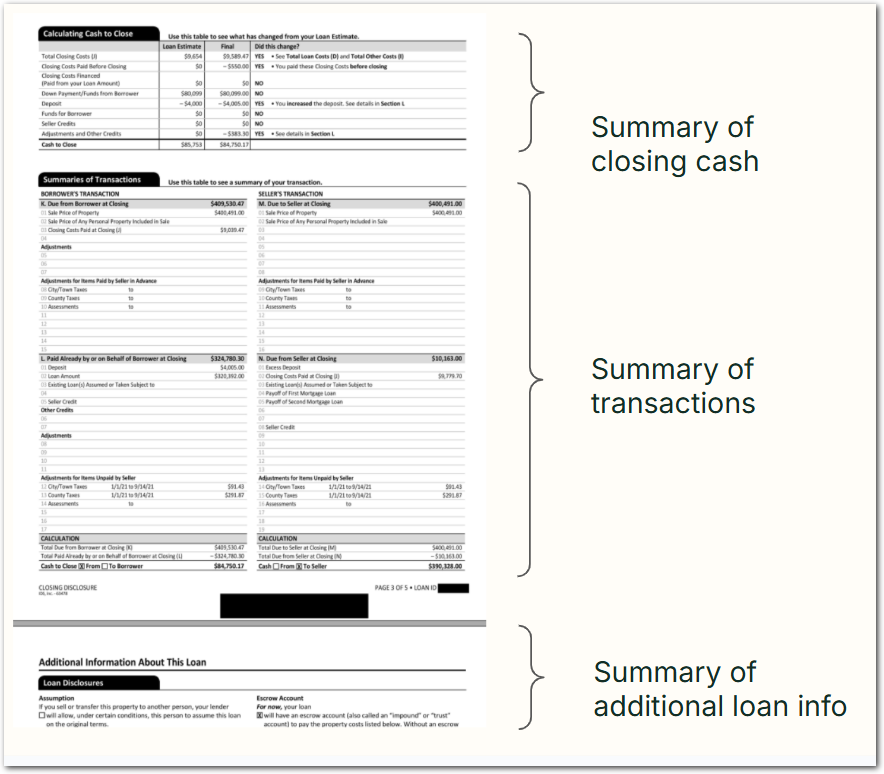 Calculating Cash to Close Use this table to see what has changed from your Loan Estimate.
Loan Estimate Final Did this change?
Total Closing Costs (J) $9,654 $9,589.47 YES • See Total Loan Costs (D) and Total Other Costs (I)
Closing Costs Paid Before Closing $0 – $550.00 YES • You paid these Closing Costs before closing
Closing Costs Financed
(Paid from your Loan Amount) $0 $0 NO
Down Payment/Funds from Borrower $80,099 $80,099.00 NO
Deposit – $4,000 – $4,005.00 YES • You increased the deposit. See details in Section L
Funds for Borrower $0 $0 NO
Seller Credits $0 $0 NO
Adjustments and Other Credits $0 – $383.30 YES • See details in Section L
Cash to Close $85,753 $84,750.17
Summary of
closing cash
Summaries of Transactions Use this table to see a summary of your transaction.
BORROWER'S TRANSACTION
K. Due from Borrower at Closing $409,530.47
01 Sale Price of Property $400,491.00
02 Sale Price of Any Personal Property Included in Sale
03 Closing Costs Paid at Closing (J) $9,039.47
04
Adjustments
05
06
07
Adjustments for Items Paid by Seller in Advance
08 City/Town Taxes to
09 County Taxes to
10 Assessments to
11
12
13
14
15
L. Paid Already by or on Behalf of Borrower at Closing $324,780.30
01 Deposit $4,005.00
02 Loan Amount $320,392.00
03 Existing Loan(s) Assumed or Taken Subject to
04
05 Seller Credit
Other Credits
06
07
Adjustments
08
09
10
11
Adjustments for Items Unpaid by Seller
12 City/Town Taxes 1/1/21 to 9/14/21 $91.43
13 County Taxes 1/1/21 to 9/14/21 $291.87
14 Assessments to
15
16
17
CALCULATION
Total Due from Borrower at Closing (K) $409,530.47
Total Paid Already by or on Behalf of Borrower at Closing (L) – $324,780.30
Cash to Close ☒ From ☐ To Borrower $84,750.17
SELLER'S TRANSACTION
M. Due to Seller at Closing $400,491.00
01 Sale Price of Property $400,491.00
02 Sale Price of Any Personal Property Included in Sale
03
04
05
06
07
08
Adjustments for Items Paid by Seller in Advance
09 City/Town Taxes to
10 County Taxes to
11 Assessments to
12
13
14
15
16
N. Due from Seller at Closing $10,163.00
01 Excess Deposit
02 Closing Costs Paid at Closing (J) $9,779.70
03 Existing Loan(s) Assumed or Taken Subject to
04 Payoff of First Mortgage Loan
05 Payoff of Second Mortgage Loan
06
07
08 Seller Credit
09
10
11
12
13
Adjustments for Items Unpaid by Seller
14 City/Town Taxes 1/1/21 to 9/14/21 $91.43
15 County Taxes 1/1/21 to 9/14/21 $291.87
16 Assessments to
17
18
19
CALCULATION
Total Due to Seller at Closing (M) $400,491.00
Total Due from Seller at Closing (N) – $10,163.00
Cash ☐ From ☒ To Seller $390,328.00
Summary of
transactions
CLOSING DISCLOSURE PAGE 3 OF 5 • LOAN ID
Additional Information About This Loan
Loan Disclosures
Assumption
If you sell or transfer this property to another person, your lender
☐ will allow, under certain conditions, this person to assume this loan
on the original terms.
Escrow Account
For now, your loan
☒ will have an escrow account (also called an "impound" or "trust"
account) to pay the property costs listed below. Without an escrow
Summary of
additional loan info